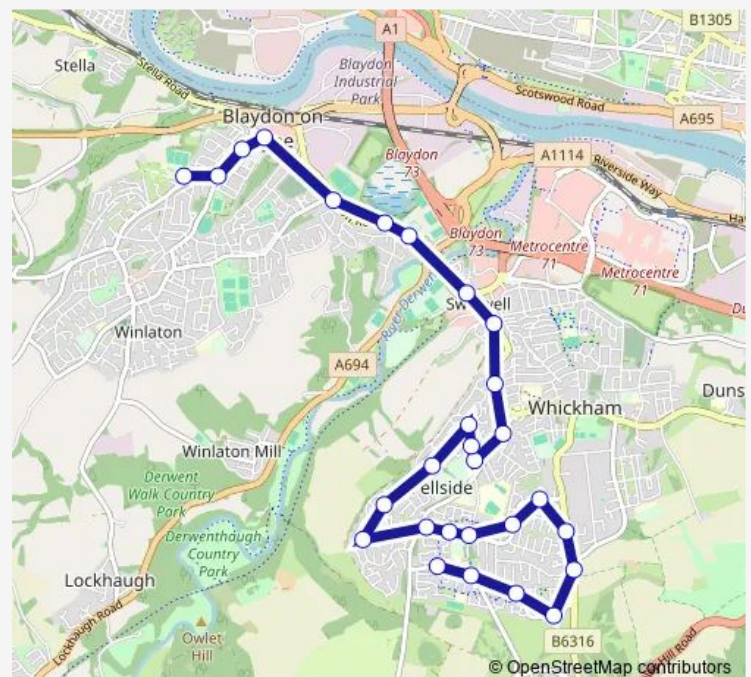 B1305
A1
Stella
Stella Road
Blaydon
Industrial
Park
Scotswood Road
Blaydon on
A695
Blaydon
73
A1114
Riverside Way
Blaydon
73
Metrocentre
71
Metrocentre
71
River Derwent
Winlaton
A694
Whickham
Duns
Winlaton Mill
Derwent
Walk Country
Park
ellside
Derwenthaugh
Country
Park
Lockhaugh
Lockhaugh Road
Owlet
Hill
B6316
Hill Road
© OpenStreetMap contributors